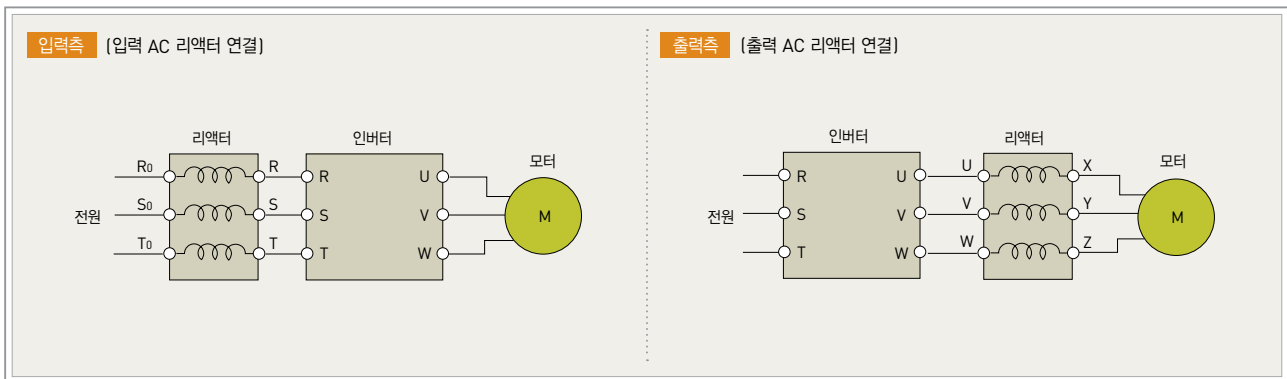 입력측 (입력 AC 리액터 연결)
리액터 인버터
모터
R0 R R U
전원 S0 S S V M
T0 T T W
출력측 (출력 AC 리액터 연결)
인버터 리액터
모터
R U U X
전원 S V V Y M
T W W Z